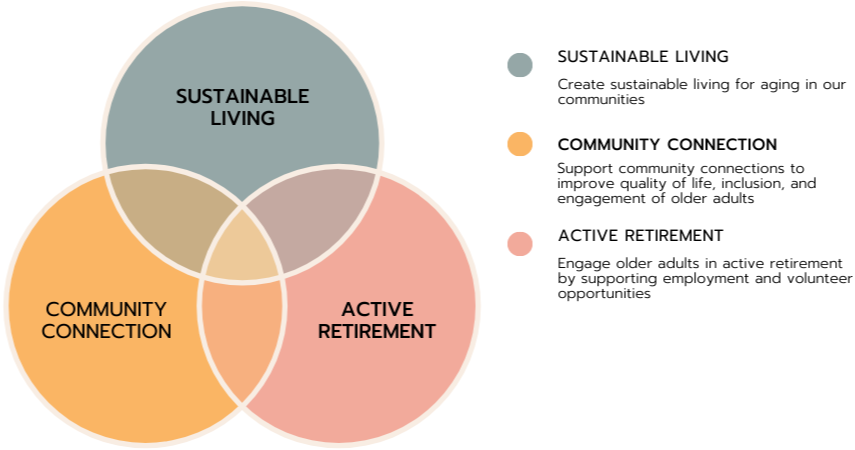 SUSTAINABLE
LIVING
COMMUNITY
CONNECTION
ACTIVE
RETIREMENT
SUSTAINABLE LIVING
Create sustainable living for aging in our
communities
COMMUNITY CONNECTION
Support community connections to
improve quality of life, inclusion, and
engagement of older adults
ACTIVE RETIREMENT
Engage older adults in active retirement
by supporting employment and volunteer
opportunities